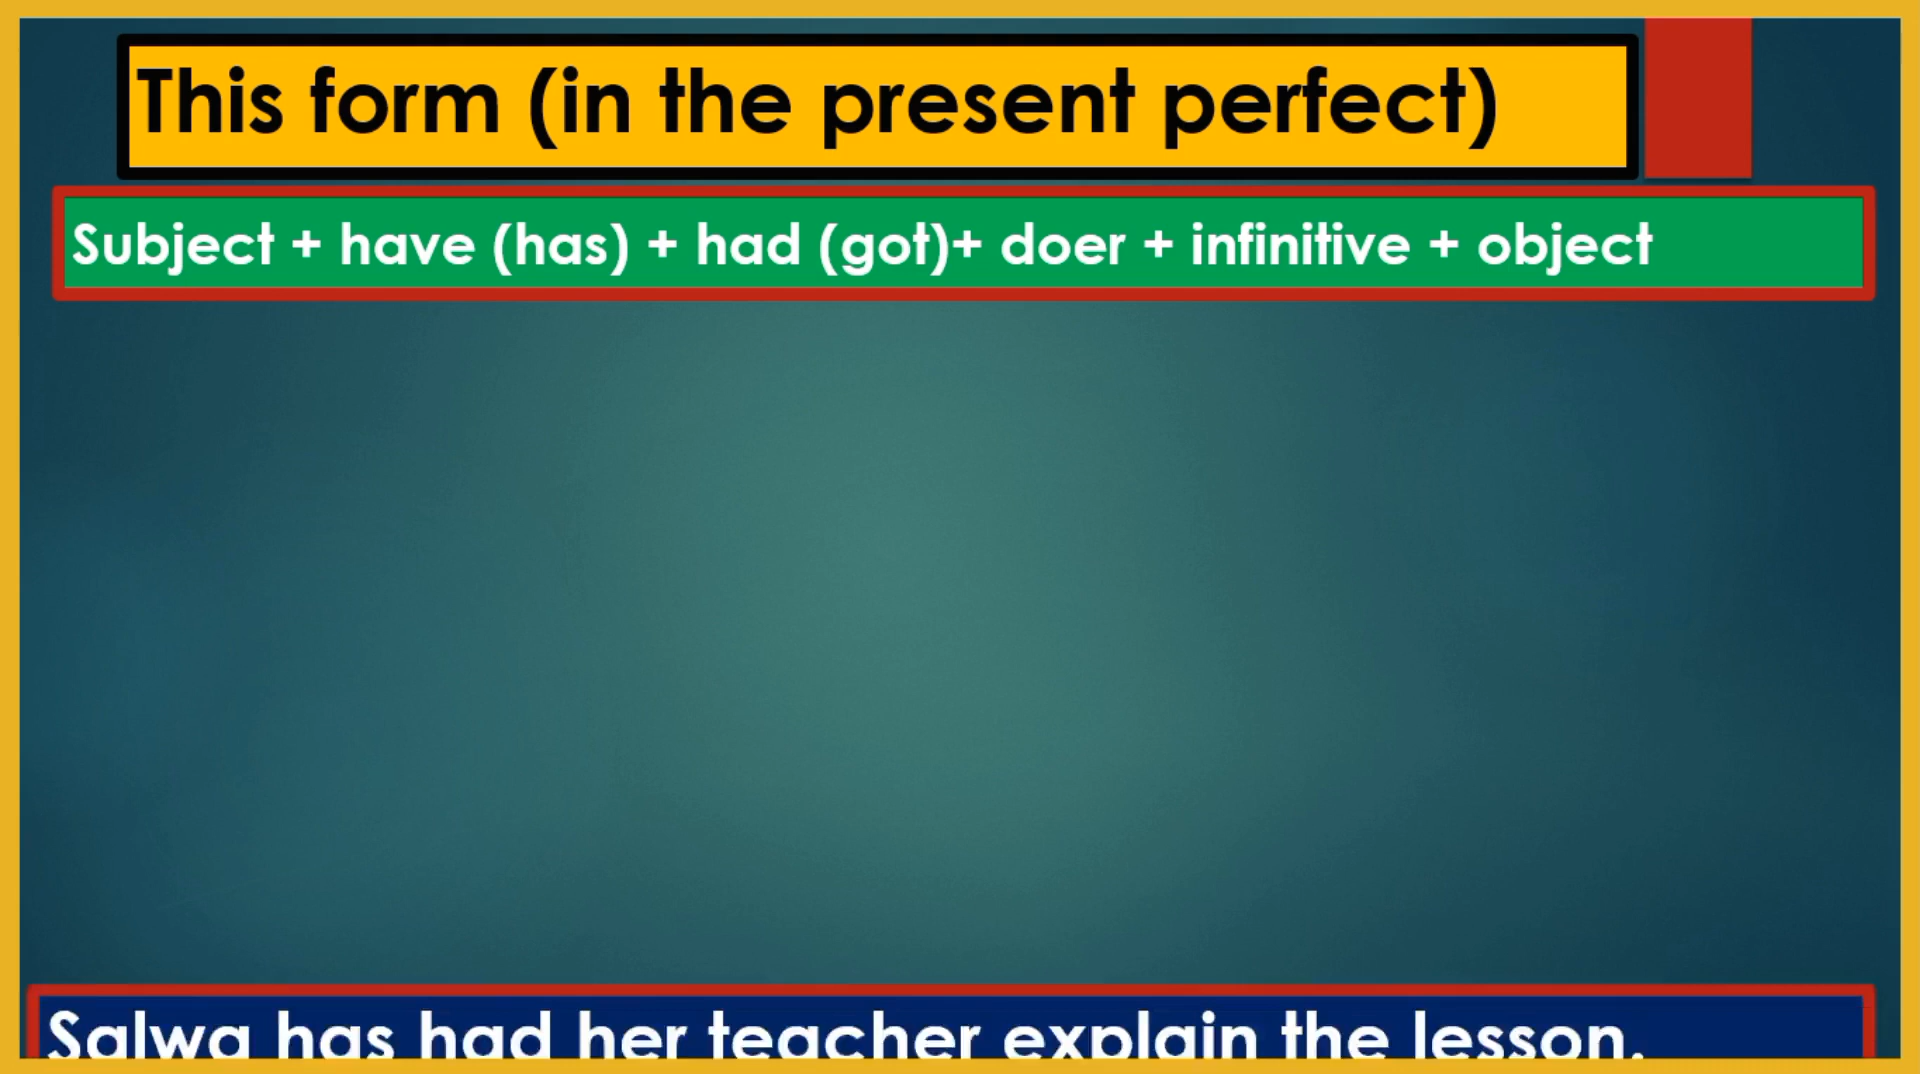 This form (in the present perfect)
Subject + have (has) + had (got)+ doer + infinitive + object
Salwa has had her teacher explain the lesson.